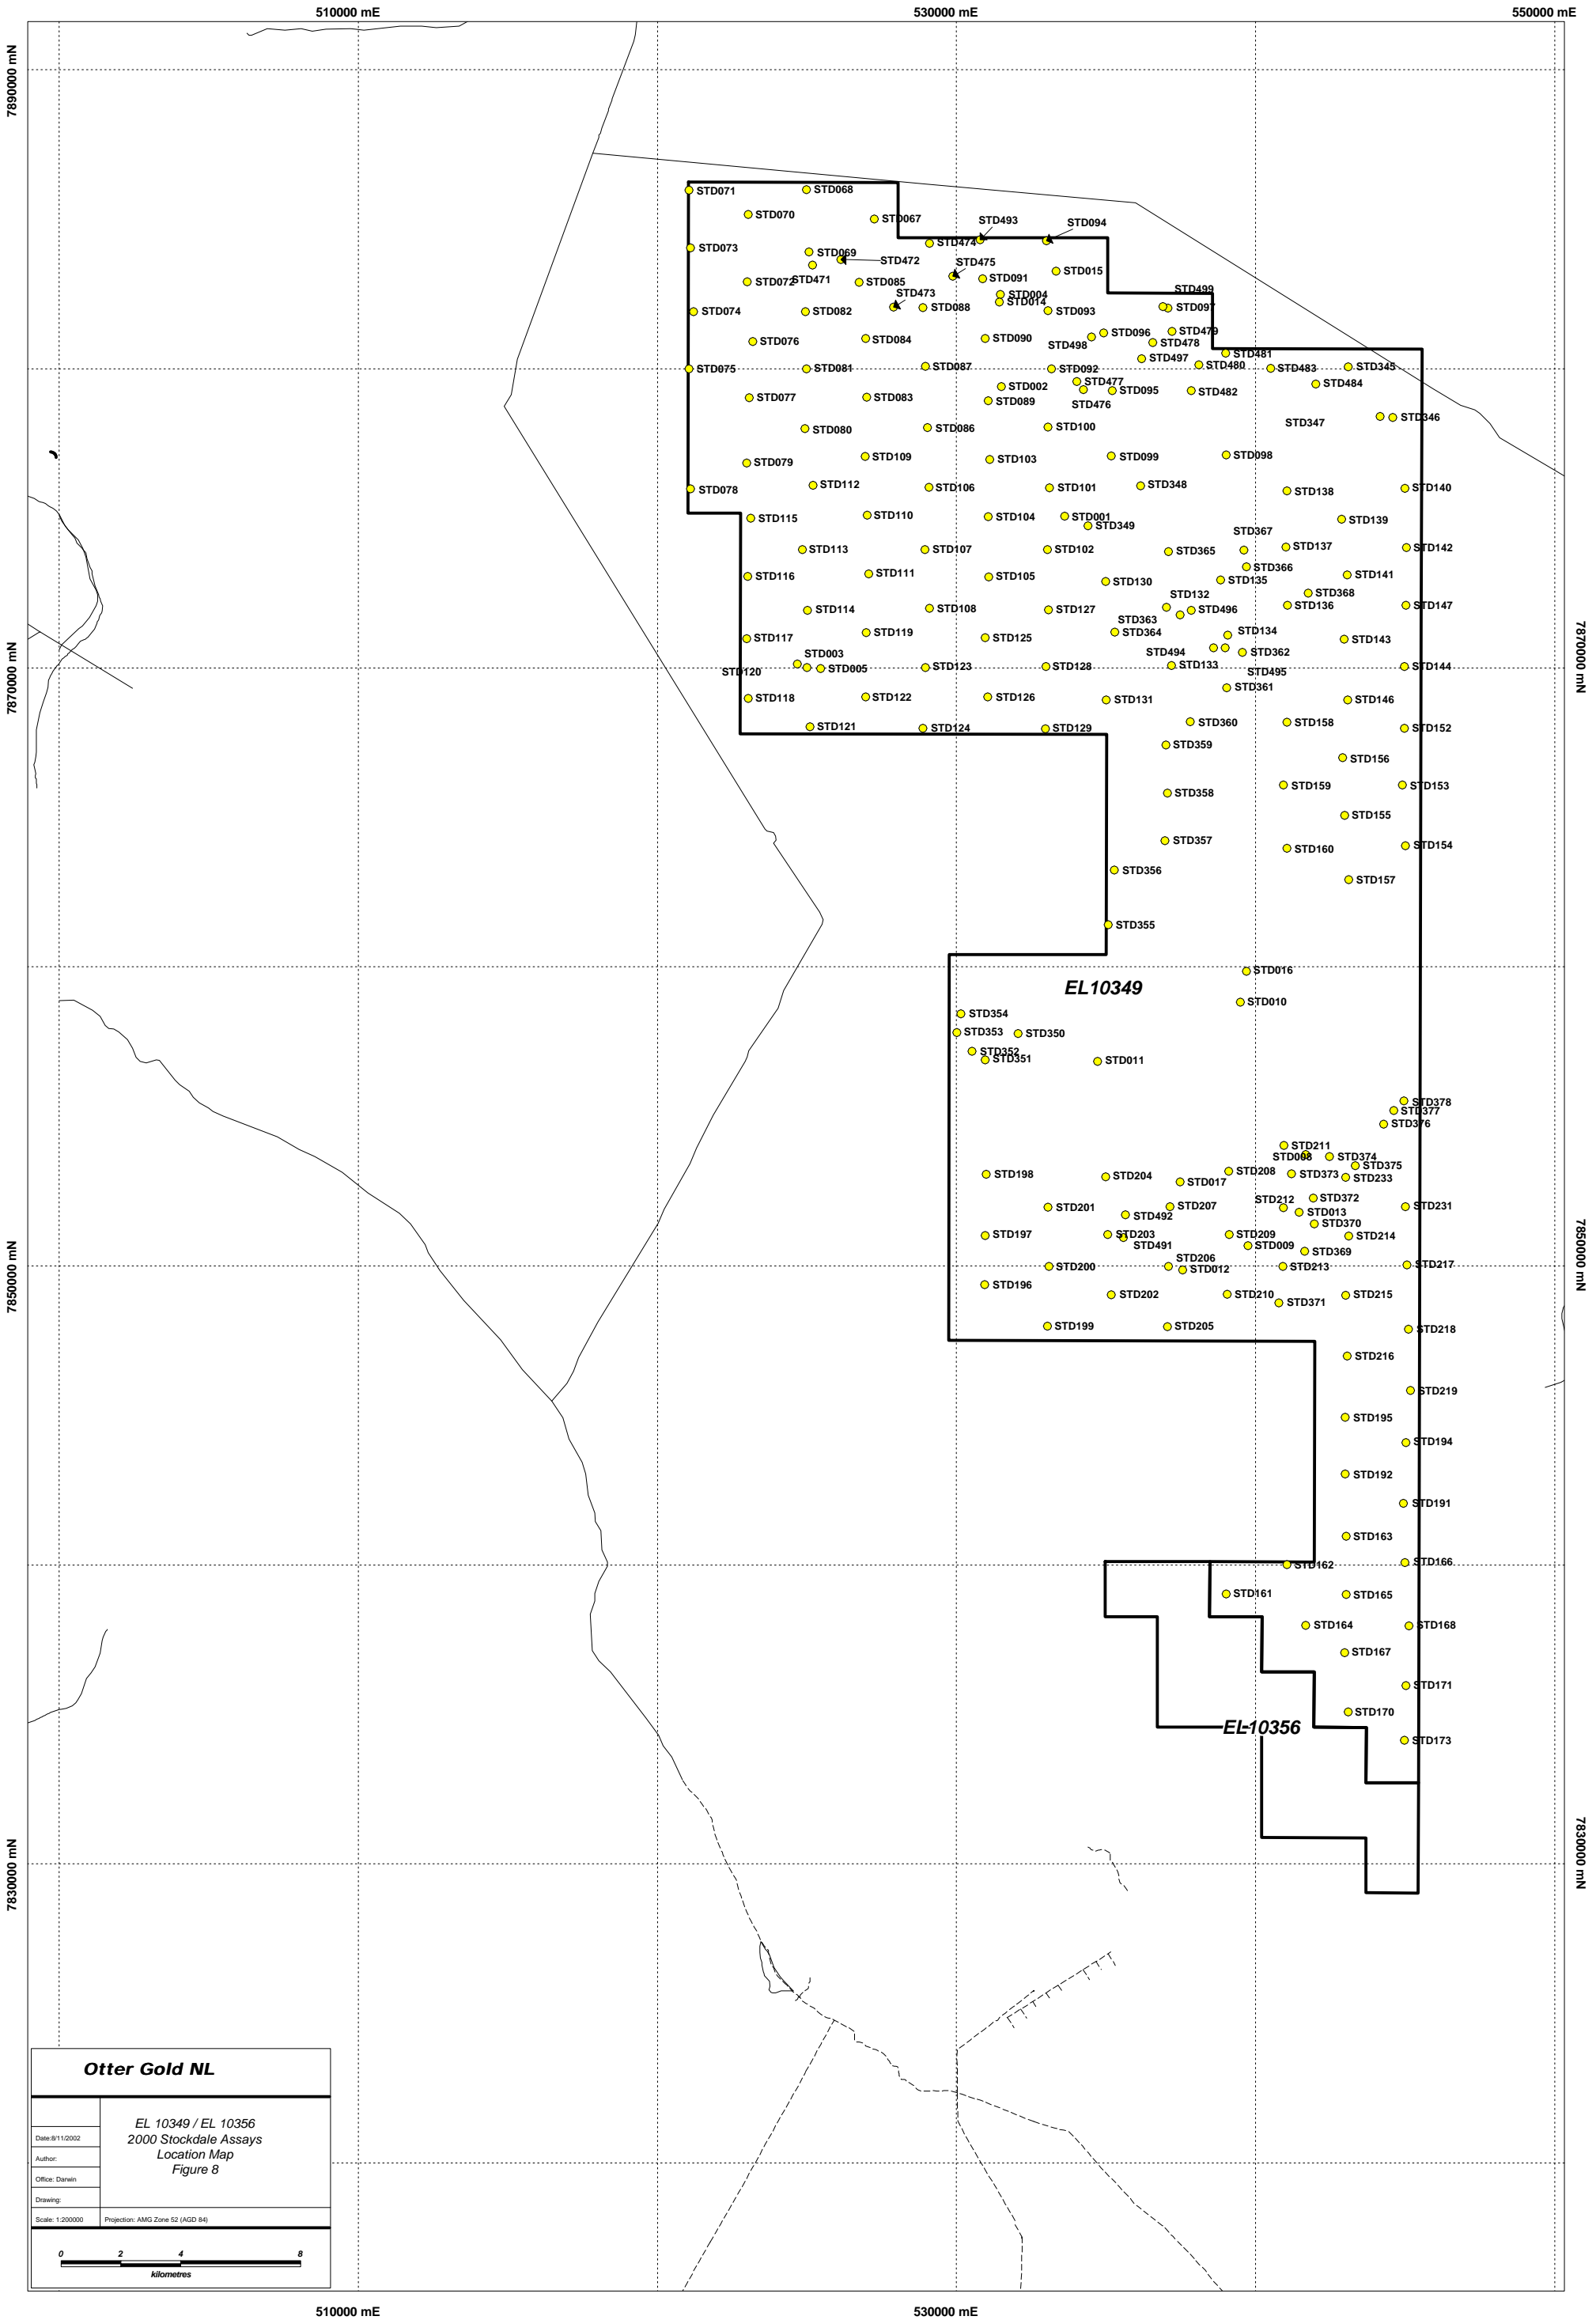 510000 mE
530000 mE
550000 mE
7890000 mN
STD071
STD068
STD070
STD067
STD493
STD094
STD073
STD474
STD069
STD472
STD475
STD015
STD471
STD072
STD085
STD091
STD473
STD004
STD499
STD014
STD074
STD082
STD088
STD093
STD097
STD096
STD479
STD076
STD084
STD090
STD498
STD478
STD481
STD497
STD480
STD075
STD081
STD087
STD092
STD483
STD345
STD477
STD484
STD002
STD095
STD482
STD077
STD083
STD089
STD476
STD347
STD346
STD080
STD086
STD100
STD079
STD109
STD103
STD099
STD098
STD078
STD112
STD106
STD101
STD348
STD138
STD140
STD115
STD110
STD104
STD001
STD349
STD139
STD367
STD113
STD107
STD102
STD365
STD137
STD142
STD366
STD116
STD111
STD105
STD130
STD135
STD141
STD368
STD132
STD136
STD147
STD114
STD108
STD127
STD363
STD496
STD117
STD119
STD125
STD364
STD134
STD143
7870000 mN
7870000 mN
STD003
STD494
STD362
STD120
STD005
STD123
STD128
STD133
STD495
STD144
STD361
STD118
STD122
STD126
STD131
STD146
STD121
STD124
STD129
STD360
STD158
STD152
STD359
STD156
STD358
STD159
STD153
STD155
STD357
STD160
STD154
STD356
STD157
STD355
STD016
EL10349
STD010
STD354
STD353
STD350
STD352
STD351
STD011
STD378
STD377
STD376
STD211
STD008
STD374
STD375
STD198
STD204
STD208
STD373
STD233
STD017
STD372
STD201
STD207
STD212
STD231
STD492
STD013
STD370
STD197
STD203
STD209
STD214
STD491
STD009
STD369
STD206
7850000 mN
7850000 mN
STD200
STD012
STD213
STD217
STD196
STD202
STD210
STD371
STD215
STD199
STD205
STD218
STD216
STD219
STD195
STD194
STD192
STD191
STD163
STD162
STD166
STD161
STD165
STD164
STD168
STD167
STD171
STD170
EL10356
STD173
7830000 mN
7830000 mN
Otter Gold NL
EL 10349 / EL 10356
2000 Stockdale Assays
Location Map
Figure 8
Date:8/11/2002
Author:
Office: Darwin
Drawing:
Scale: 1:200000
Projection: AMG Zone 52 (AGD 84)
0 2 4 8
kilometres
510000 mE
530000 mE